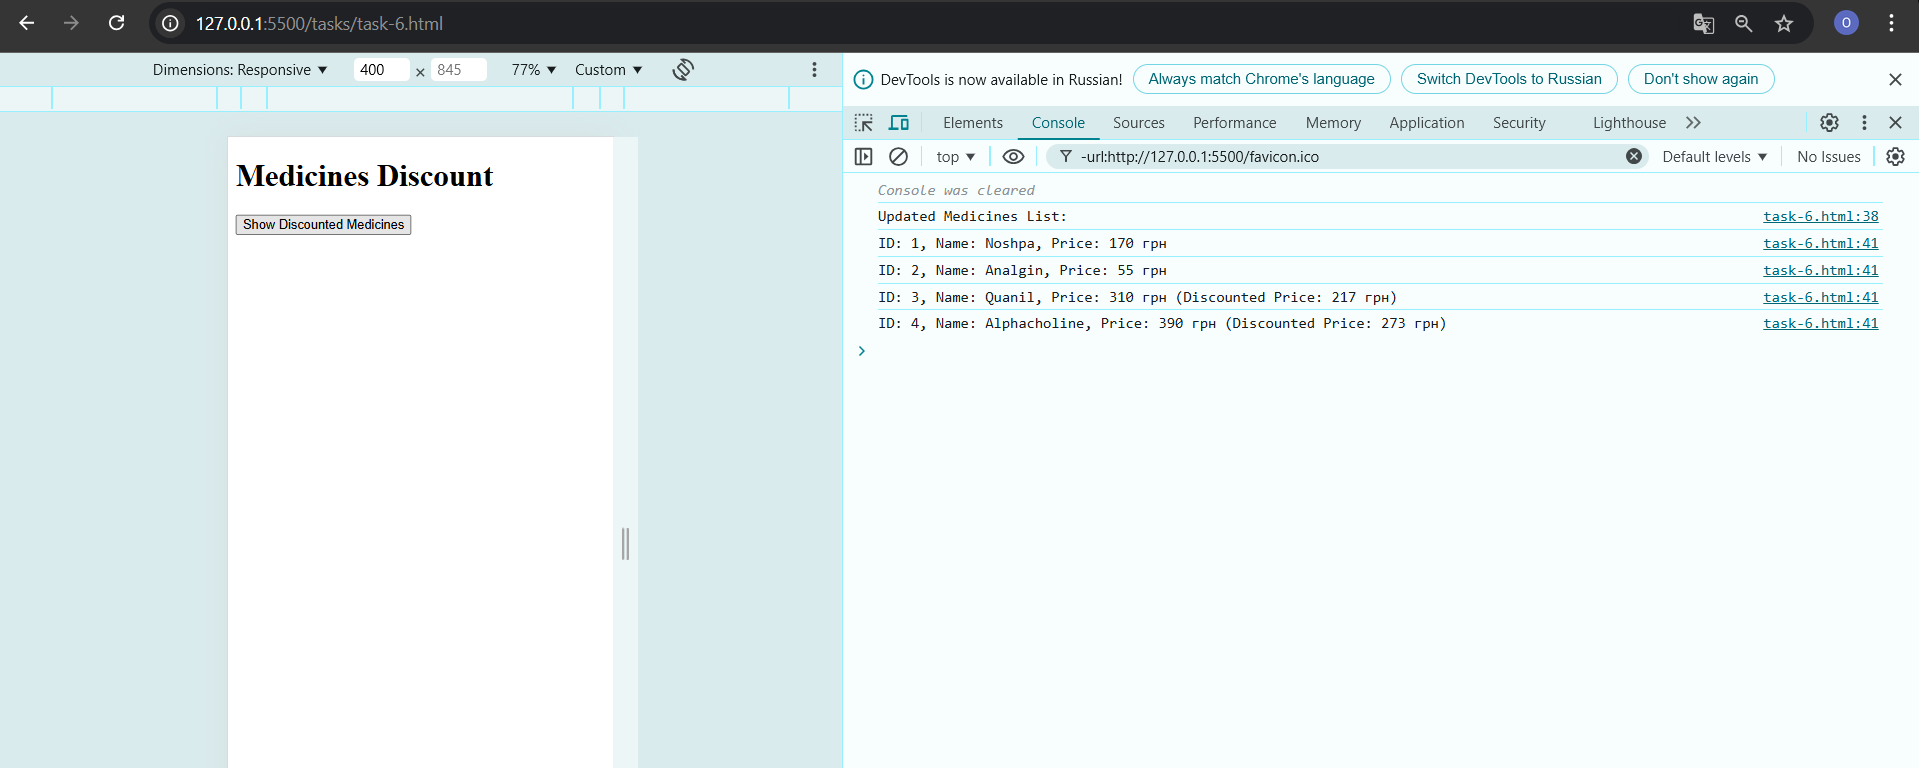 127.0.0.1:5500/tasks/task-6.html
O
Dimensions: Responsive ▼ 400 × 845 77% ▼ Custom ▼
DevTools is now available in Russian! Always match Chrome's language Switch DevTools to Russian Don't show again
Elements Console Sources Performance Memory Application Security Lighthouse
top ▼ -url:http://127.0.0.1:5500/favicon.ico Default levels ▼ No Issues
Medicines Discount
Show Discounted Medicines
Console was cleared
Updated Medicines List: task-6.html:38
ID: 1, Name: Noshpa, Price: 170 грн task-6.html:41
ID: 2, Name: Analgin, Price: 55 грн task-6.html:41
ID: 3, Name: Quanil, Price: 310 грн (Discounted Price: 217 грн) task-6.html:41
ID: 4, Name: Alphacholine, Price: 390 грн (Discounted Price: 273 грн) task-6.html:41